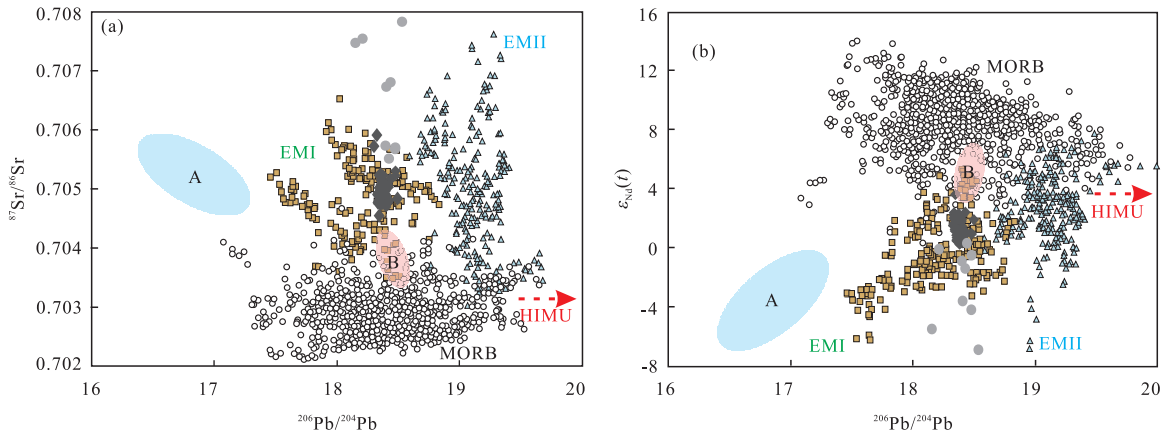 (a)
0.708
0.707
0.706
0.705
0.704
0.703
0.702
⁸⁷Sr/⁸⁶Sr
EMII
EMI
A
B
HIMU
MORB
16
17
18
19
20
²⁰⁶Pb/²⁰⁴Pb
(b)
16
12
8
4
0
-4
-8
εNd(t)
MORB
B
HIMU
A
EMI
EMII
16
17
18
19
20
²⁰⁶Pb/²⁰⁴Pb